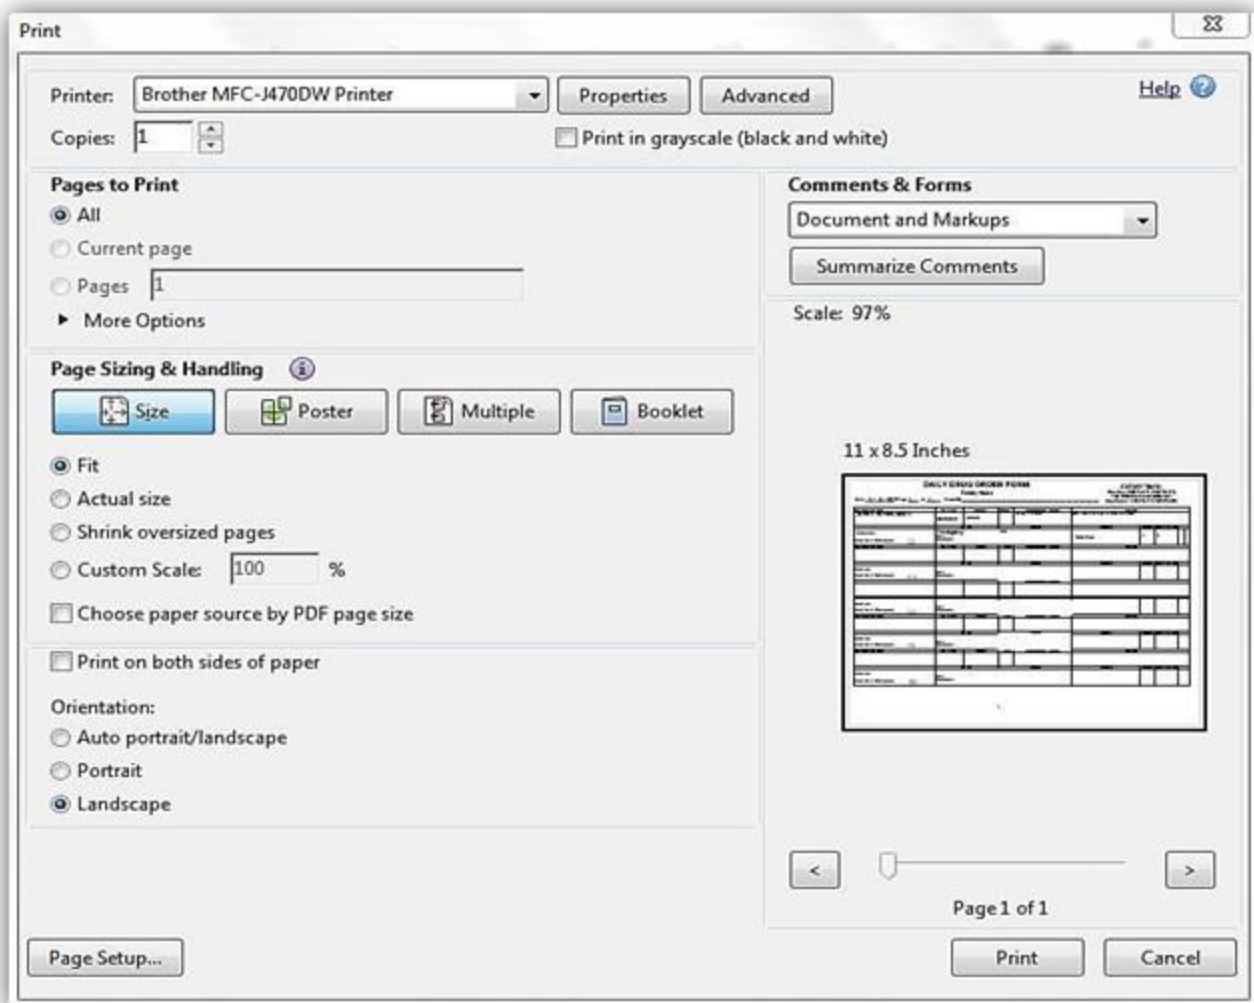 Print
Printer: Brother MFC-J470DW Printer Properties Advanced Help
Copies: 1 Print in grayscale (black and white)
Pages to Print
All
Current page
Pages 1
More Options
Comments & Forms
Document and Markups
Summarize Comments
Scale: 97%
Page Sizing & Handling
Size Poster Multiple Booklet
Fit
Actual size
Shrink oversized pages
Custom Scale: 100 %
Choose paper source by PDF page size
Print on both sides of paper
Orientation:
Auto portrait/landscape
Portrait
Landscape
11 x 8.5 Inches
DAILY DRUG ORDER FORM
< >
Page 1 of 1
Page Setup... Print Cancel